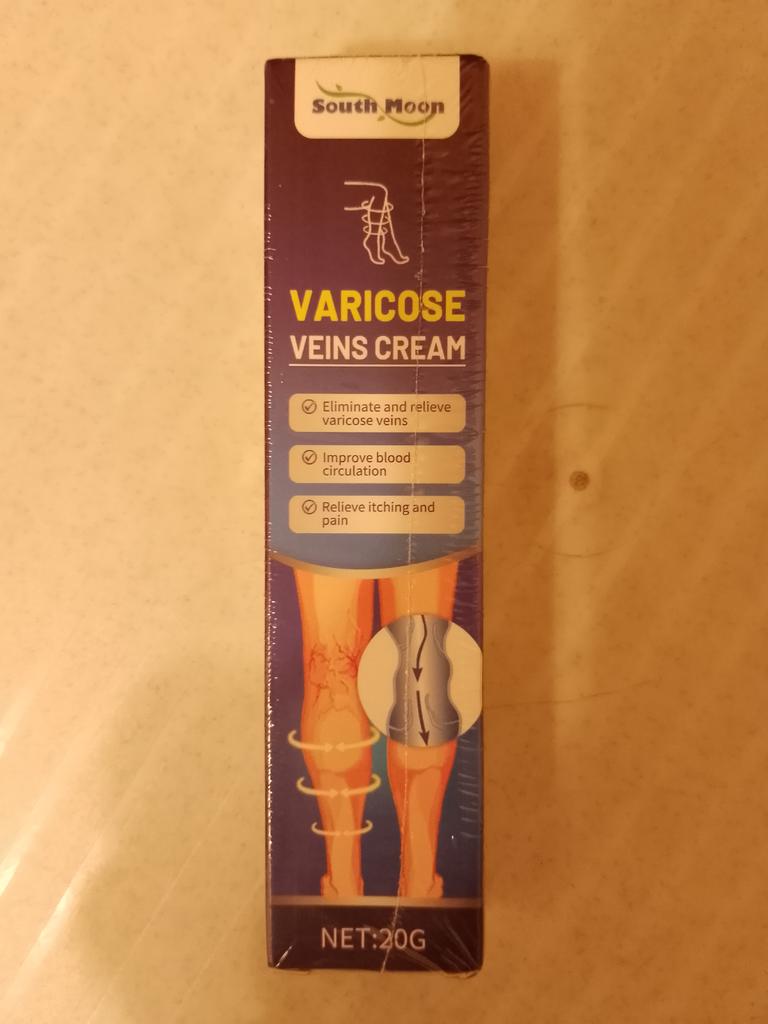 South Moon
VARICOSE
VEINS CREAM
Eliminate and relieve
varicose veins
Improve blood
circulation
Relieve itching and
pain
NET:20G